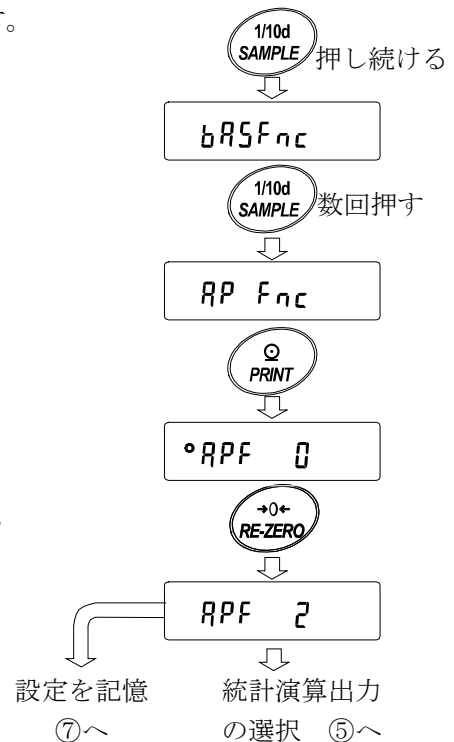 す。
1/10d
SAMPLE 押し続ける
bASFnc
1/10d
SAMPLE 数回押す
AP Fnc
PRINT
°APF 0
→0←
RE-ZERO
APF 2
設定を記憶 統計演算出力
⑦へ の選択 ⑤へ